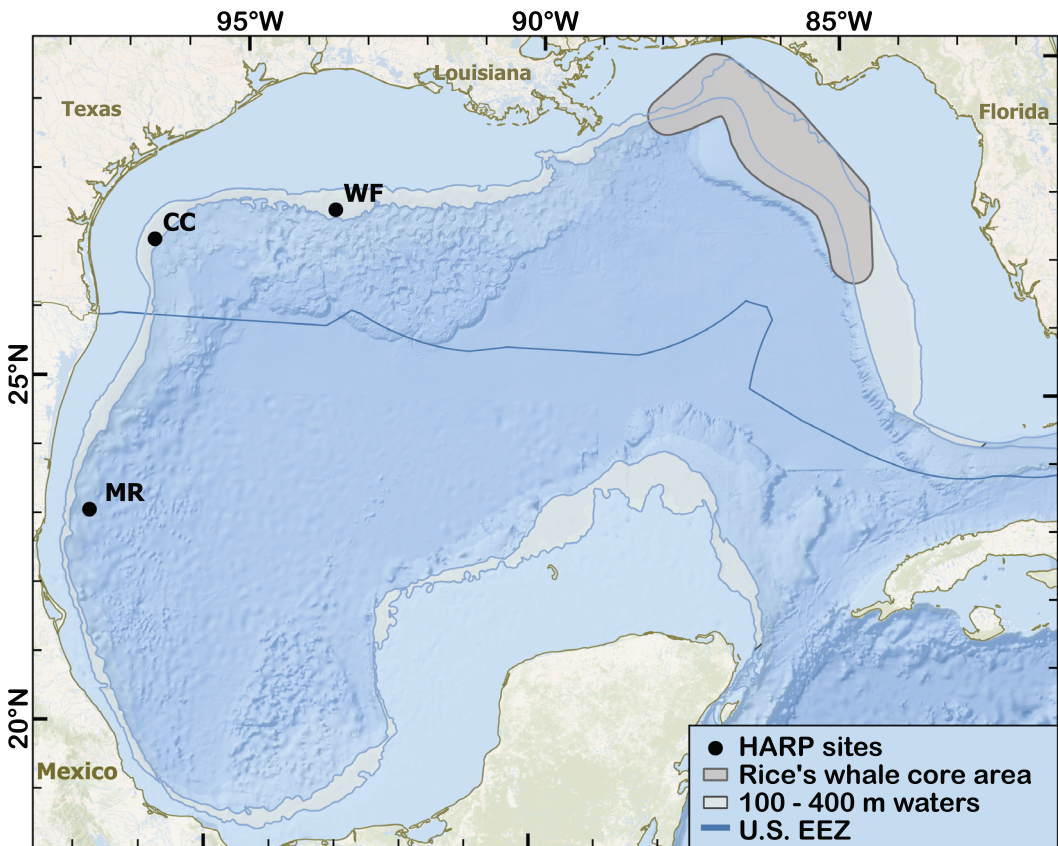 95°W 90°W 85°W
Louisiana
Texas
Florida
WF
CC
25°N
MR
20°N
Mexico
HARP sites
Rice's whale core area
100 - 400 m waters
U.S. EEZ